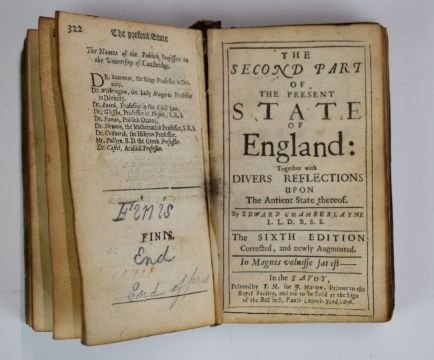 322
The present State
The Names of the Publick Professors in
the University of Cambridge.
DR. Beaumont, the Kings Professor in Divinity.
Dr. Widrington, the Lady Margaret Professor
in Divinity.
Dr. Professor in the Civil Law.
Dr. Glisson, Professor in Physick, S. R. S.
Dr. Publick Orator.
Dr. Newton, the Mathematick Professor, S. R. S.
Dr. Cudworth, the Hebrew Professor.
Mr. Pulleyn, B. D. the Greek Professor.
Dr. Castel, Arabick Professor.
Finis
FINIS.
End
End of
THE
SECOND PART
OF
THE PRESENT
STATE
OF
England:
Together with
DIVERS REFLECTIONS
UPON
The Antient State thereof.
By EDWARD CHAMBERLAYNE
L. L. D. R. S. S.
The SIXTH EDITION
Corrected, and newly Augmented.
In Magnis voluisse sat est
In the SAVOY,
Printed by T. N. for J. Martyn, Printer to the
Royal Society, and are to be Sold at the Sign
of the Bell in S. Pauls Church-Yard, 1676.